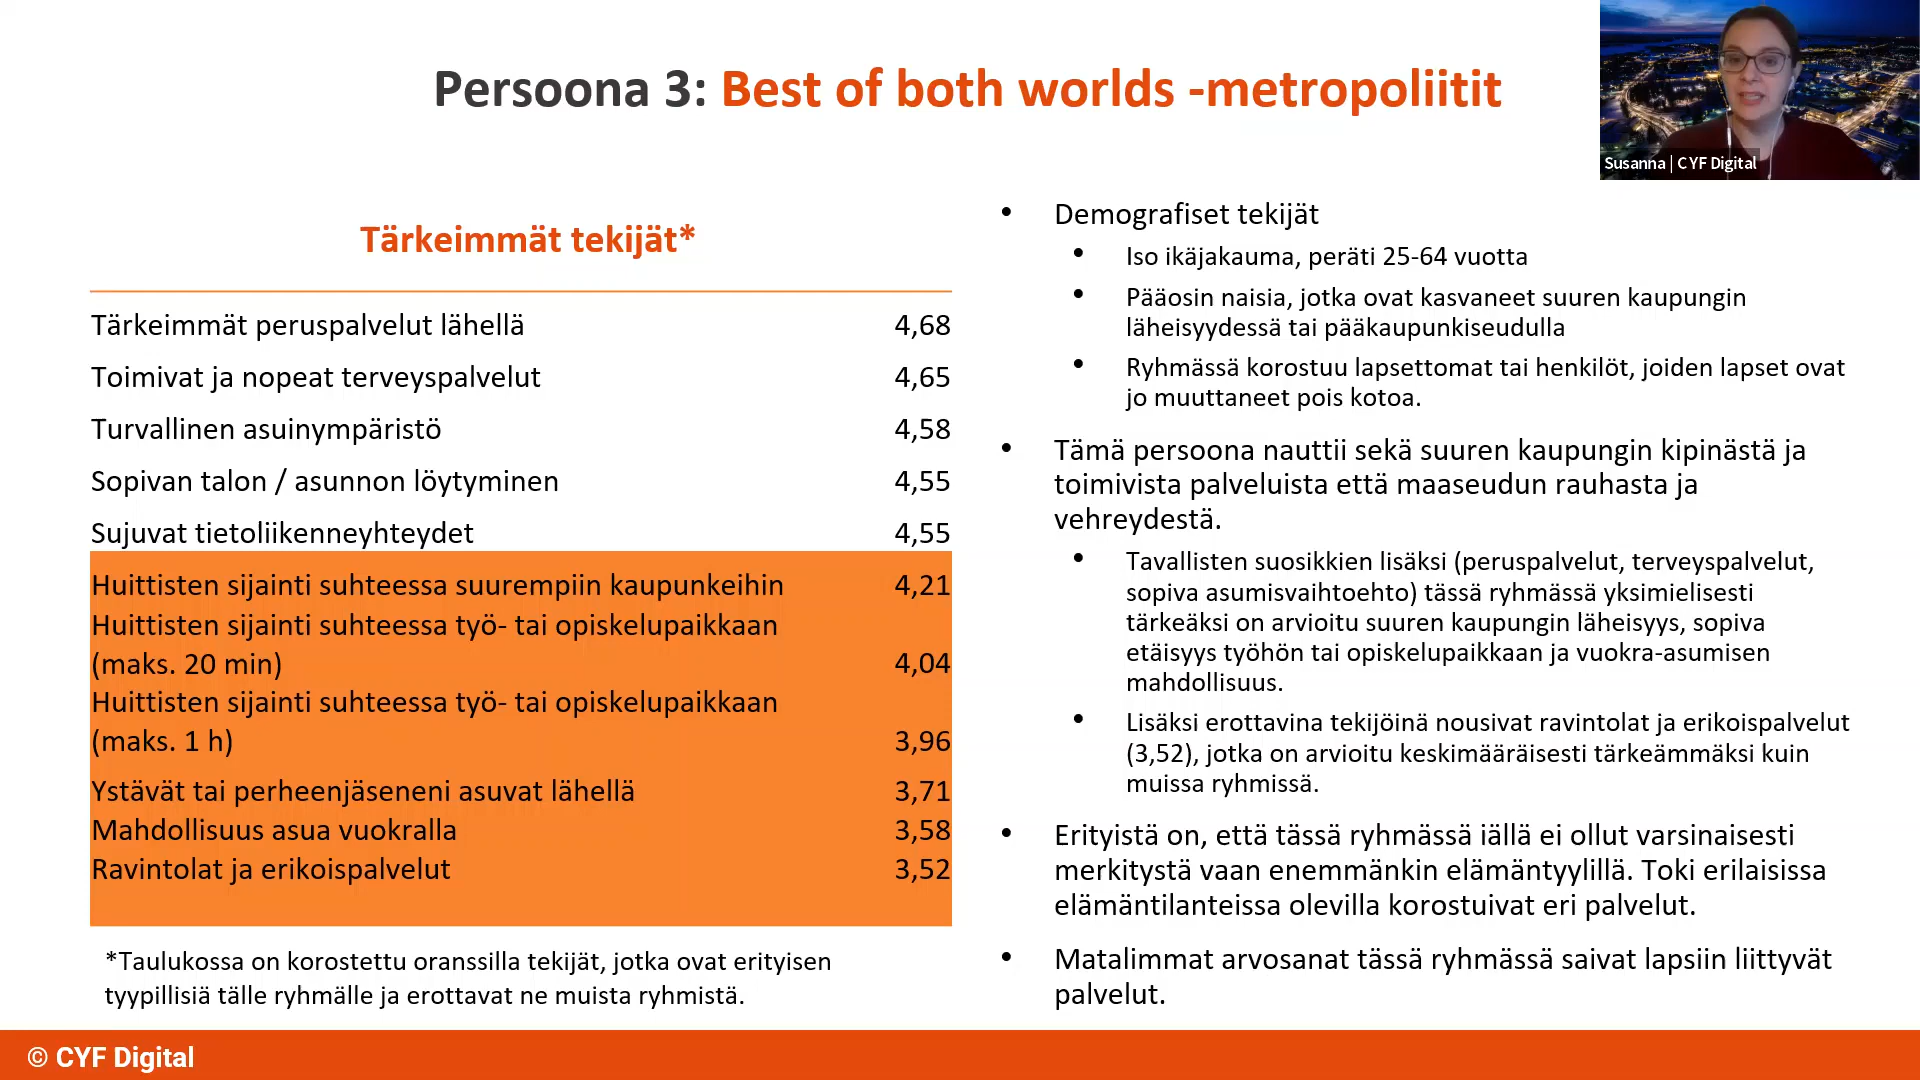 Persoona 3: Best of both worlds -metropoliitit
Susanna | CYF Digital
Tärkeimmät tekijät*
Tärkeimmät peruspalvelut lähellä 4,68
Toimivat ja nopeat terveyspalvelut 4,65
Turvallinen asuinympäristö 4,58
Sopivan talon / asunnon löytyminen 4,55
Sujuvat tietoliikenneyhteydet 4,55
Huittisten sijainti suhteessa suurempiin kaupunkeihin 4,21
Huittisten sijainti suhteessa työ- tai opiskelupaikkaan
(maks. 20 min) 4,04
Huittisten sijainti suhteessa työ- tai opiskelupaikkaan
(maks. 1 h) 3,96
Ystävät tai perheenjäseneni asuvat lähellä 3,71
Mahdollisuus asua vuokralla 3,58
Ravintolat ja erikoispalvelut 3,52
*Taulukossa on korostettu oranssilla tekijät, jotka ovat erityisen
tyypillisiä tälle ryhmälle ja erottavat ne muista ryhmistä.
• Demografiset tekijät
• Iso ikäjakauma, peräti 25-64 vuotta
• Pääosin naisia, jotka ovat kasvaneet suuren kaupungin
läheisyydessä tai pääkaupunkiseudulla
• Ryhmässä korostuu lapsettomat tai henkilöt, joiden lapset ovat
jo muuttaneet pois kotoa.
• Tämä persoona nauttii sekä suuren kaupungin kipinästä ja
toimivista palveluista että maaseudun rauhasta ja
vehreydestä.
• Tavallisten suosikkien lisäksi (peruspalvelut, terveyspalvelut,
sopiva asumisvaihtoehto) tässä ryhmässä yksimielisesti
tärkeäksi on arvioitu suuren kaupungin läheisyys, sopiva
etäisyys työhön tai opiskelupaikkaan ja vuokra-asumisen
mahdollisuus.
• Lisäksi erottavina tekijöinä nousivat ravintolat ja erikoispalvelut
(3,52), jotka on arvioitu keskimääräisesti tärkeämmäksi kuin
muissa ryhmissä.
• Erityistä on, että tässä ryhmässä iällä ei ollut varsinaisesti
merkitystä vaan enemmänkin elämäntyylillä. Toki erilaisissa
elämäntilanteissa olevilla korostuivat eri palvelut.
• Matalimmat arvosanat tässä ryhmässä saivat lapsiin liittyvät
palvelut.
© CYF Digital